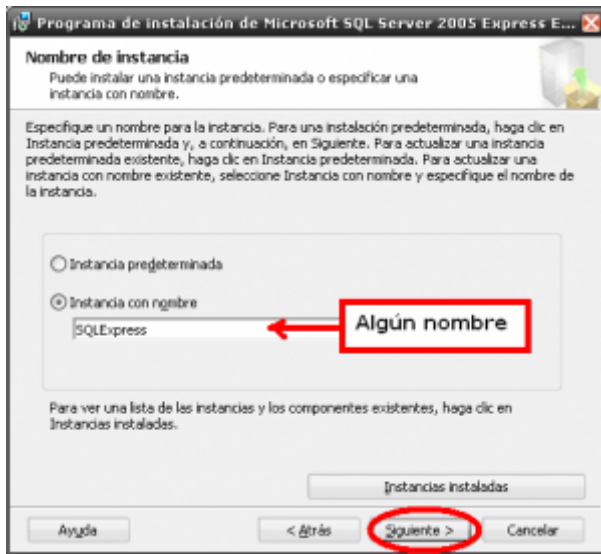 Programa de instalación de Microsoft SQL Server 2005 Express E...
Nombre de instancia
Puede instalar una instancia predeterminada o especificar una
instancia con nombre.
Especifique un nombre para la instancia. Para una instalación predeterminada, haga clic en
Instancia predeterminada y, a continuación, en Siguiente. Para actualizar una instancia
predeterminada existente, haga clic en Instancia predeterminada. Para actualizar una
instancia con nombre existente, seleccione Instancia con nombre y especifique el nombre de
la instancia.
Instancia predeterminada
Instancia con nombre
SQLExpress
Algún nombre
Para ver una lista de las instancias y los componentes existentes, haga clic en
Instancias instaladas.
Instancias instaladas
Ayuda
< Atrás
Siguiente >
Cancelar